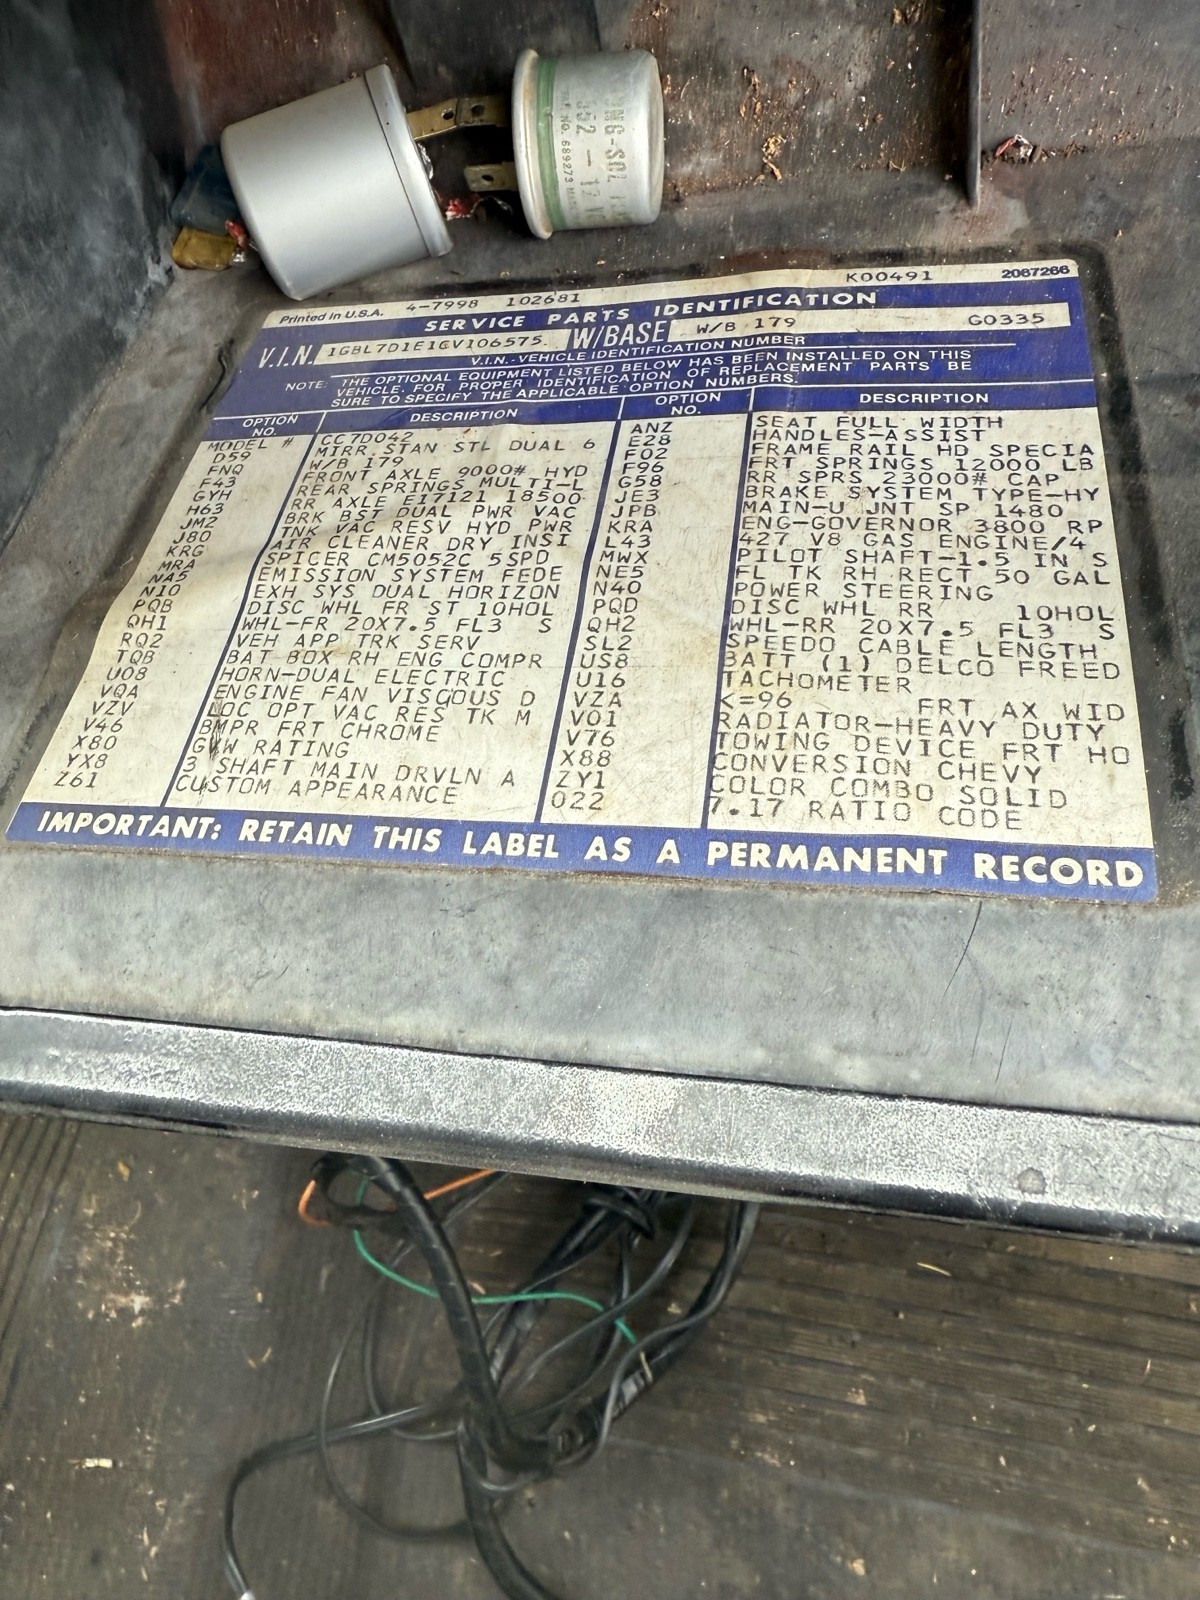 ONG-SOL
552 - 12 V
NO. 689273 MA
Printed in U.S.A. 4-7998 102681 K00491 2067266
SERVICE PARTS IDENTIFICATION
V.I.N. 1GBL7D1E1CV106575. W/BASE W/B 179 G0335
V.I.N.-VEHICLE IDENTIFICATION NUMBER
NOTE: THE OPTIONAL EQUIPMENT LISTED BELOW HAS BEEN INSTALLED ON THIS
VEHICLE. FOR PROPER IDENTIFICATION OF REPLACEMENT PARTS BE
SURE TO SPECIFY THE APPLICABLE OPTION NUMBERS.
OPTION NO. DESCRIPTION OPTION NO. DESCRIPTION
MODEL # CC7D042 ANZ SEAT FULL WIDTH
D59 MIRR STAN STL DUAL 6 E28 HANDLES-ASSIST
FNQ W/B 179 F02 FRAME RAIL HD SPECIA
F43 FRONT AXLE 9000# HYD F96 FRT SPRINGS 12000 LB
GYH REAR SPRINGS MULTI-L G58 RR SPRS 23000# CAP
H63 RR AXLE E17121 18500 JE3 BRAKE SYSTEM TYPE-HY
JM2 BRK BST DUAL PWR VAC JPB MAIN-U JNT SP 1480
J80 TNK VAC RESV HYD PWR KRA ENG-GOVERNOR 3800 RP
KRG AIR CLEANER DRY INSI L43 427 V8 GAS ENGINE/4
MRA SPICER CM5052C 5SPD MWX PILOT SHAFT-1.5 IN S
NA5 EMISSION SYSTEM FEDE NE5 FL TK RH RECT 50 GAL
N10 EXH SYS DUAL HORIZON N40 POWER STEERING
PQB DISC WHL FR ST 10HOL PQD DISC WHL RR 10HOL
QH1 WHL-FR 20X7.5 FL3 S QH2 WHL-RR 20X7.5 FL3 S
RQ2 VEH APP TRK SERV SL2 SPEEDO CABLE LENGTH
TQB BAT BOX RH ENG COMPR US8 BATT (1) DELCO FREED
U08 HORN-DUAL ELECTRIC U16 TACHOMETER
VQA ENGINE FAN VISCOUS D VZA <=96 FRT AX WID
VZV LOC OPT VAC RES TK M V01 RADIATOR-HEAVY DUTY
V46 BMPR FRT CHROME V76 TOWING DEVICE FRT HO
X80 GVW RATING X88 CONVERSION CHEVY
YX8 3 SHAFT MAIN DRVLN A ZY1 COLOR COMBO SOLID
Z61 CUSTOM APPEARANCE 022 7.17 RATIO CODE
IMPORTANT: RETAIN THIS LABEL AS A PERMANENT RECORD